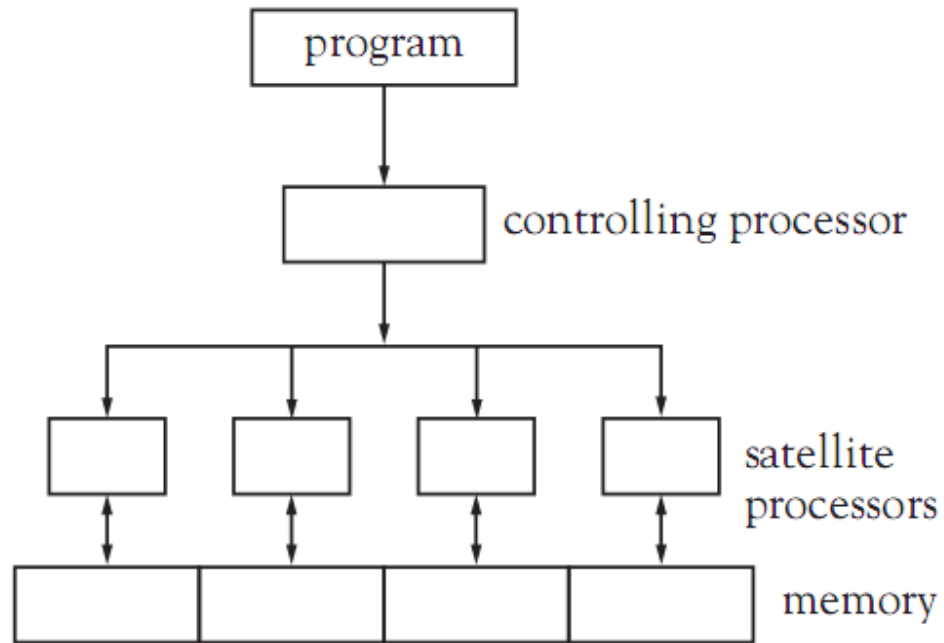 program
controlling processor
satellite
processors
memory